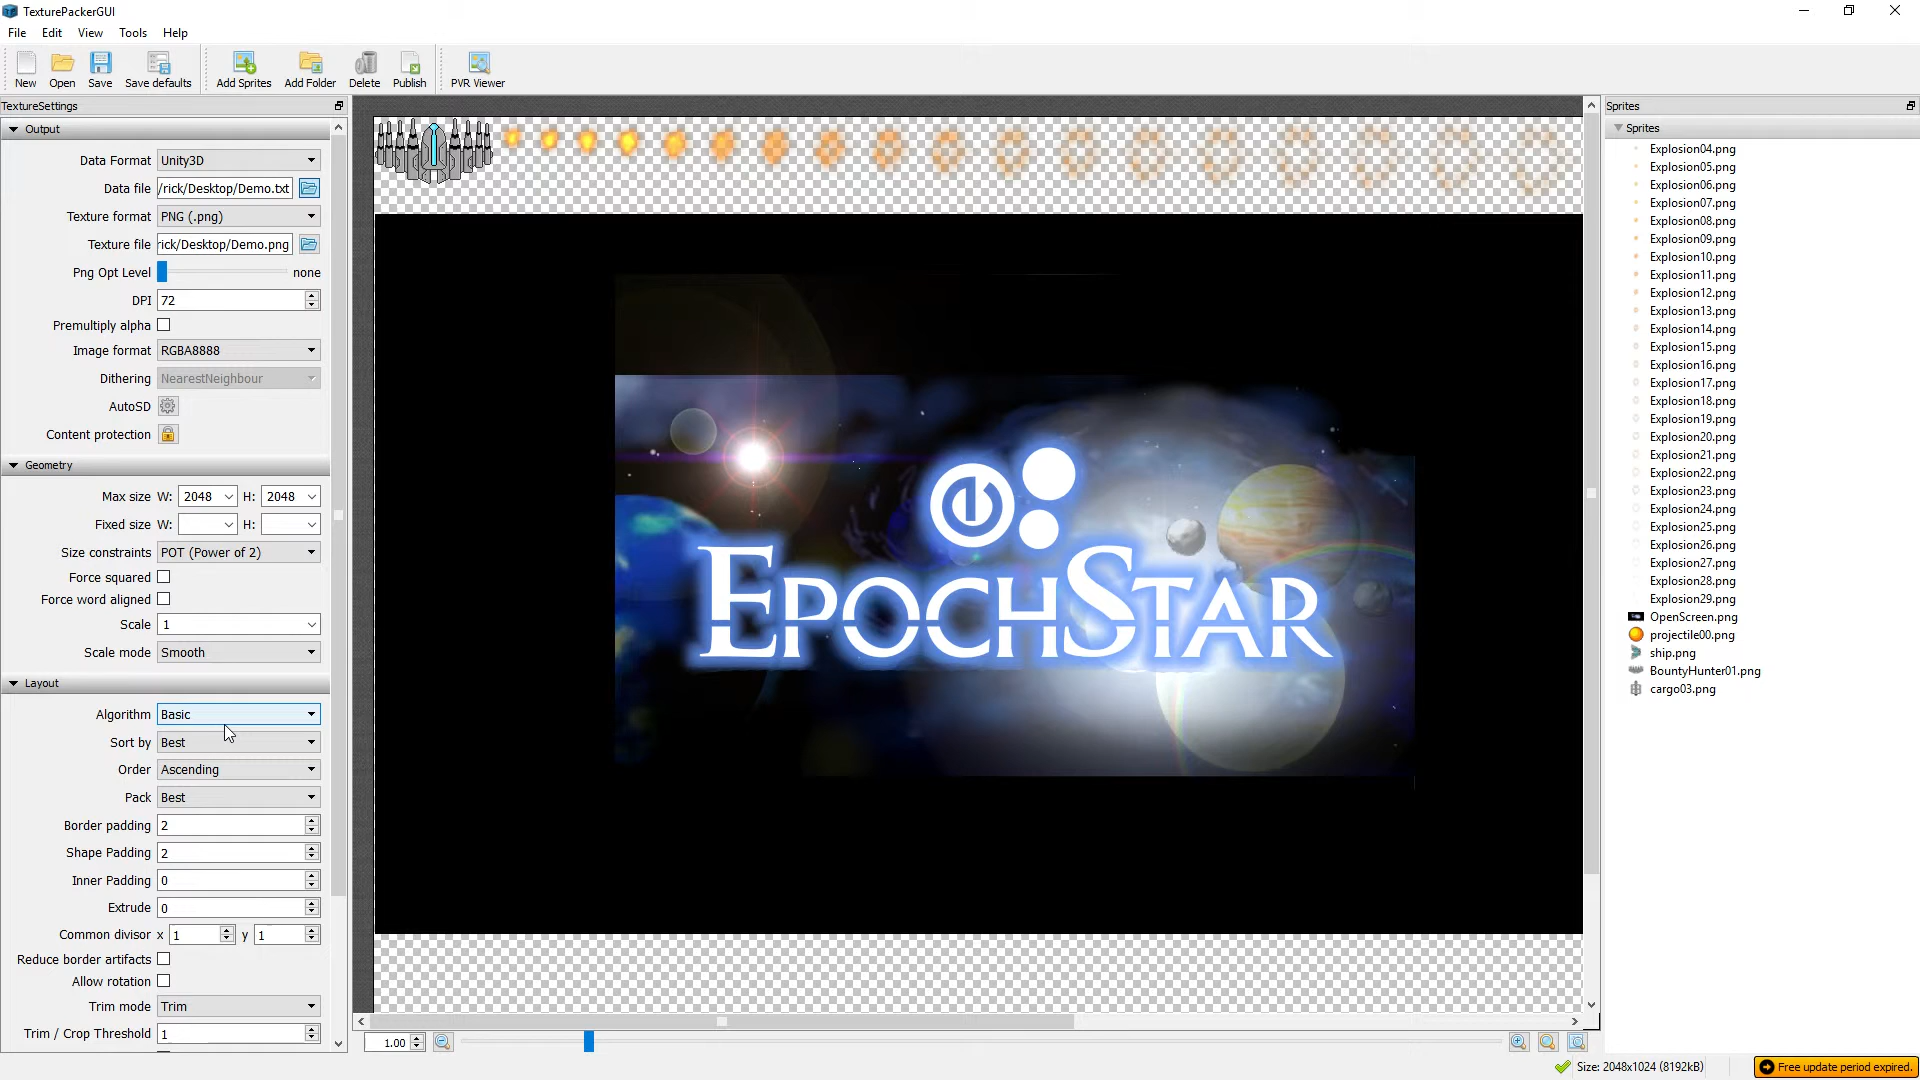 TexturePackerGUI
File Edit View Tools Help
New Open Save Save defaults Add Sprites Add Folder Delete Publish PVR Viewer
TextureSettings
Output
Data Format Unity3D
Data file /rick/Desktop/Demo.txt
Texture format PNG (.png)
Texture file rick/Desktop/Demo.png
Png Opt Level none
DPI 72
Premultiply alpha
Image format RGBA8888
Dithering NearestNeighbour
AutoSD
Content protection
Geometry
Max size W: 2048 H: 2048
Fixed size W: H:
Size constraints POT (Power of 2)
Force squared
Force word aligned
Scale 1
Scale mode Smooth
Layout
Algorithm Basic
Sort by Best
Order Ascending
Pack Best
Border padding 2
Shape Padding 2
Inner Padding 0
Extrude 0
Common divisor x 1 y 1
Reduce border artifacts
Allow rotation
Trim mode Trim
Trim / Crop Threshold 1
EPOCHSTAR
1.00
Sprites
Sprites
Explosion04.png
Explosion05.png
Explosion06.png
Explosion07.png
Explosion08.png
Explosion09.png
Explosion10.png
Explosion11.png
Explosion12.png
Explosion13.png
Explosion14.png
Explosion15.png
Explosion16.png
Explosion17.png
Explosion18.png
Explosion19.png
Explosion20.png
Explosion21.png
Explosion22.png
Explosion23.png
Explosion24.png
Explosion25.png
Explosion26.png
Explosion27.png
Explosion28.png
Explosion29.png
OpenScreen.png
projectile00.png
ship.png
BountyHunter01.png
cargo03.png
Size: 2048x1024 (8192kB)
Free update period expired.